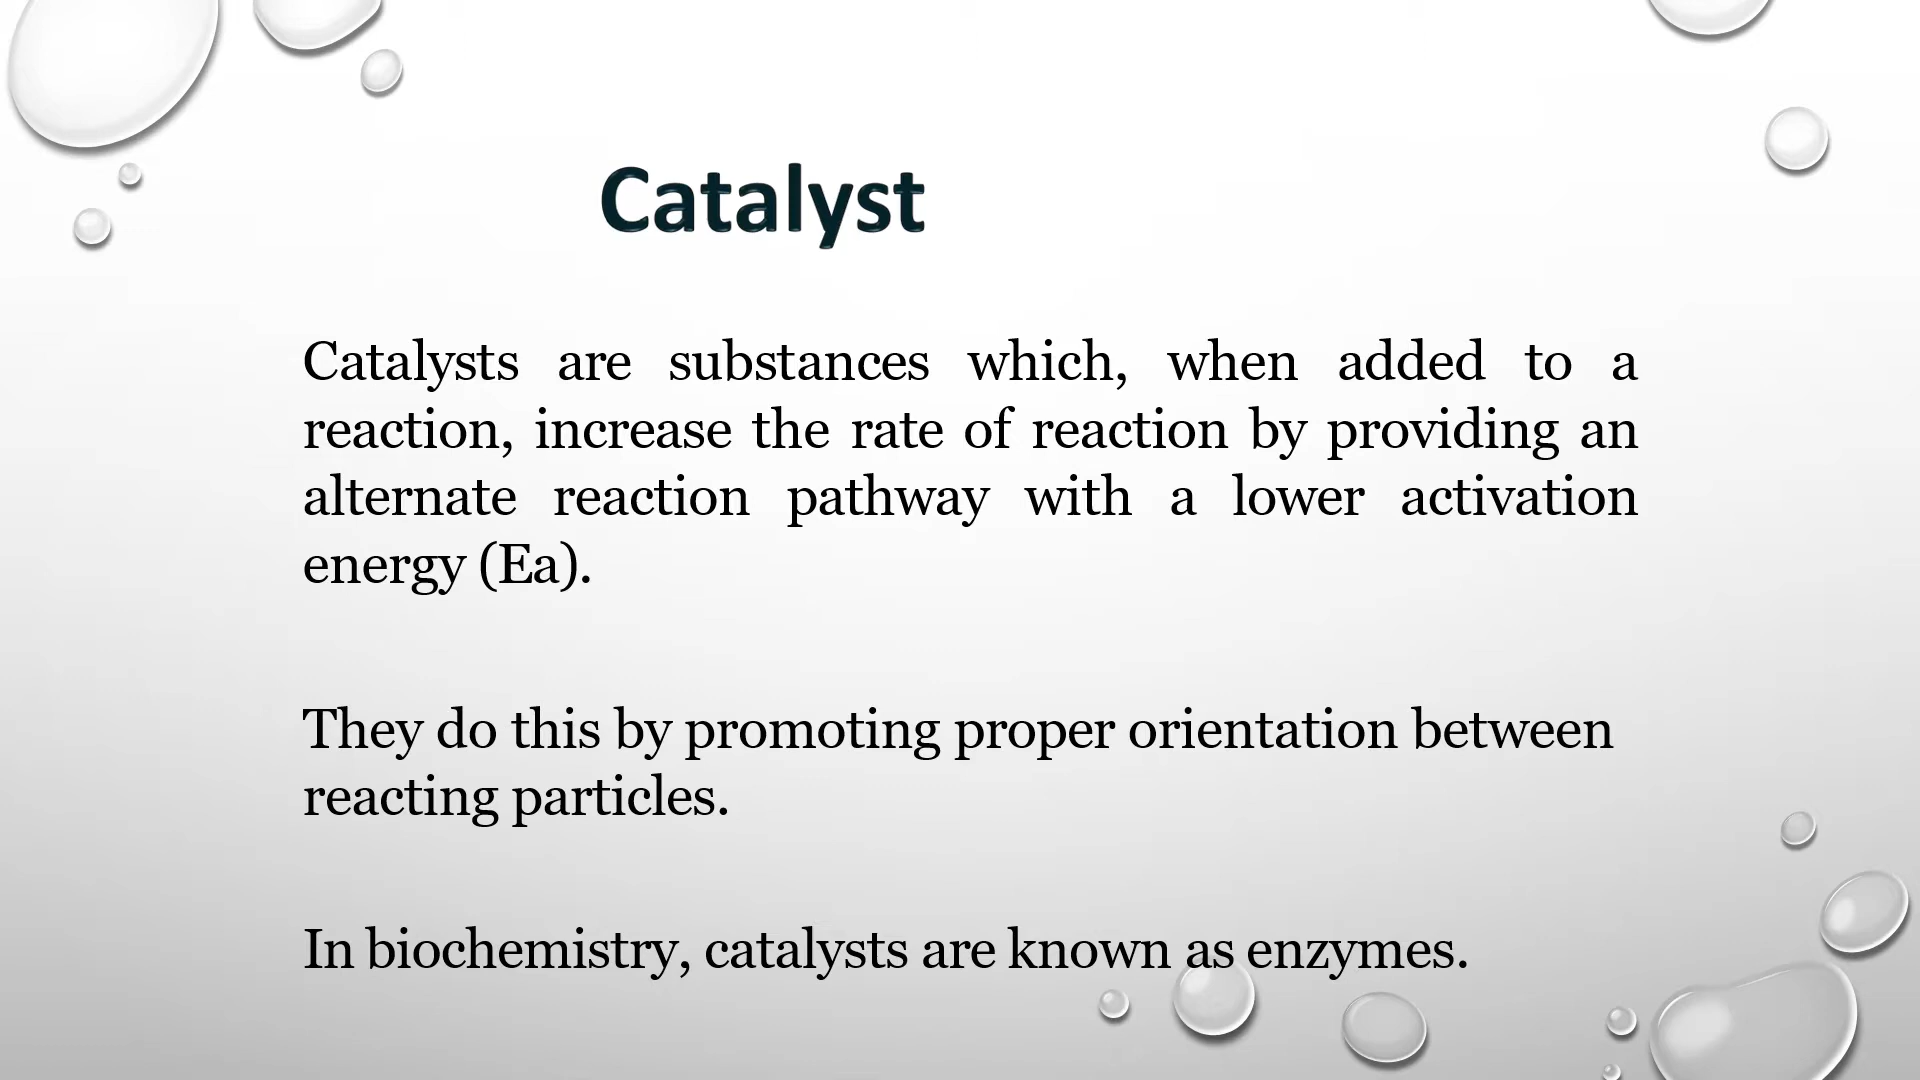 Catalyst
Catalysts are substances which, when added to a
reaction, increase the rate of reaction by providing an
alternate reaction pathway with a lower activation
energy (Ea).
They do this by promoting proper orientation between
reacting particles.
In biochemistry, catalysts are known as enzymes.